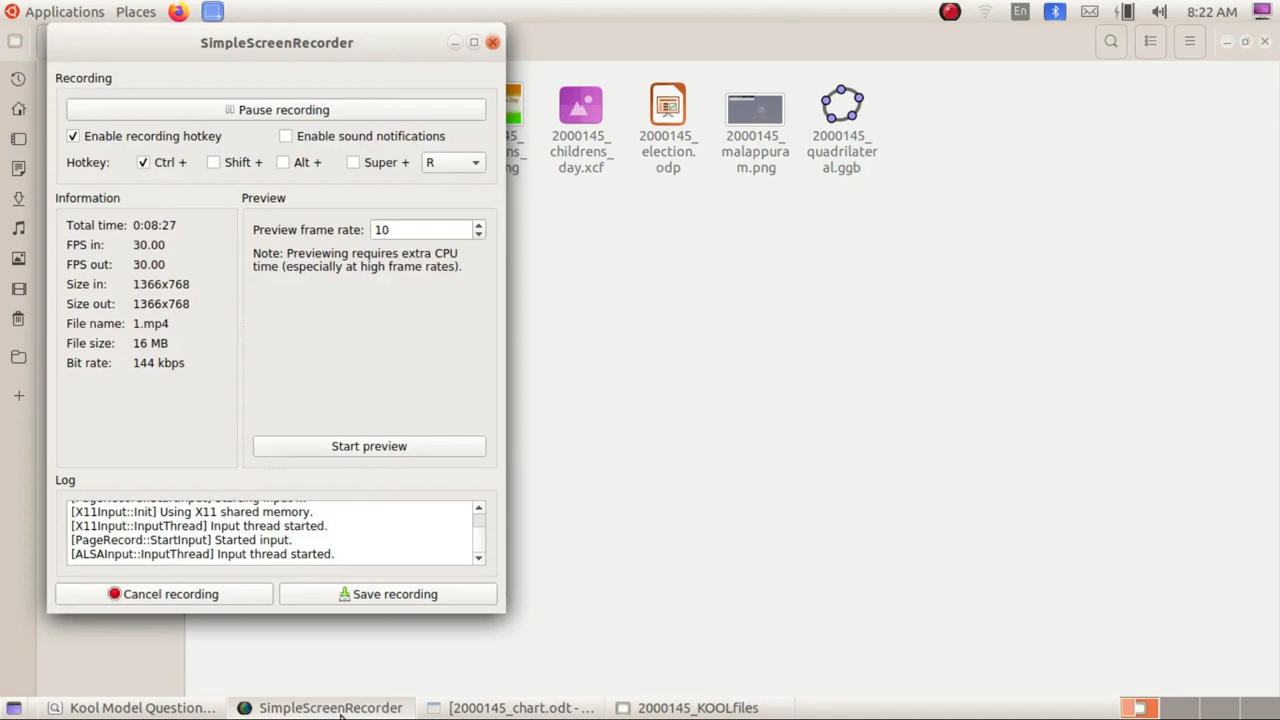 Applications Places En 8:22 AM
SimpleScreenRecorder
Recording
Pause recording
Enable recording hotkey Enable sound notifications
Hotkey: Ctrl + Shift + Alt + Super + R
Information Preview
Total time: 0:08:27
FPS in: 30.00
FPS out: 30.00
Size in: 1366x768
Size out: 1366x768
File name: 1.mp4
File size: 16 MB
Bit rate: 144 kbps
Preview frame rate: 10
Note: Previewing requires extra CPU
time (especially at high frame rates).
Start preview
Log
[X11Input::Init] Using X11 shared memory.
[X11Input::InputThread] Input thread started.
[PageRecord::StartInput] Started input.
[ALSAInput::InputThread] Input thread started.
Cancel recording Save recording
2000145_
childrens_
day.xcf
2000145_
election.
odp
2000145_
malappura
m.png
2000145_
quadrilater
al.ggb
Kool Model Question... SimpleScreenRecorder [2000145_chart.odt - ... 2000145_KOOLfiles